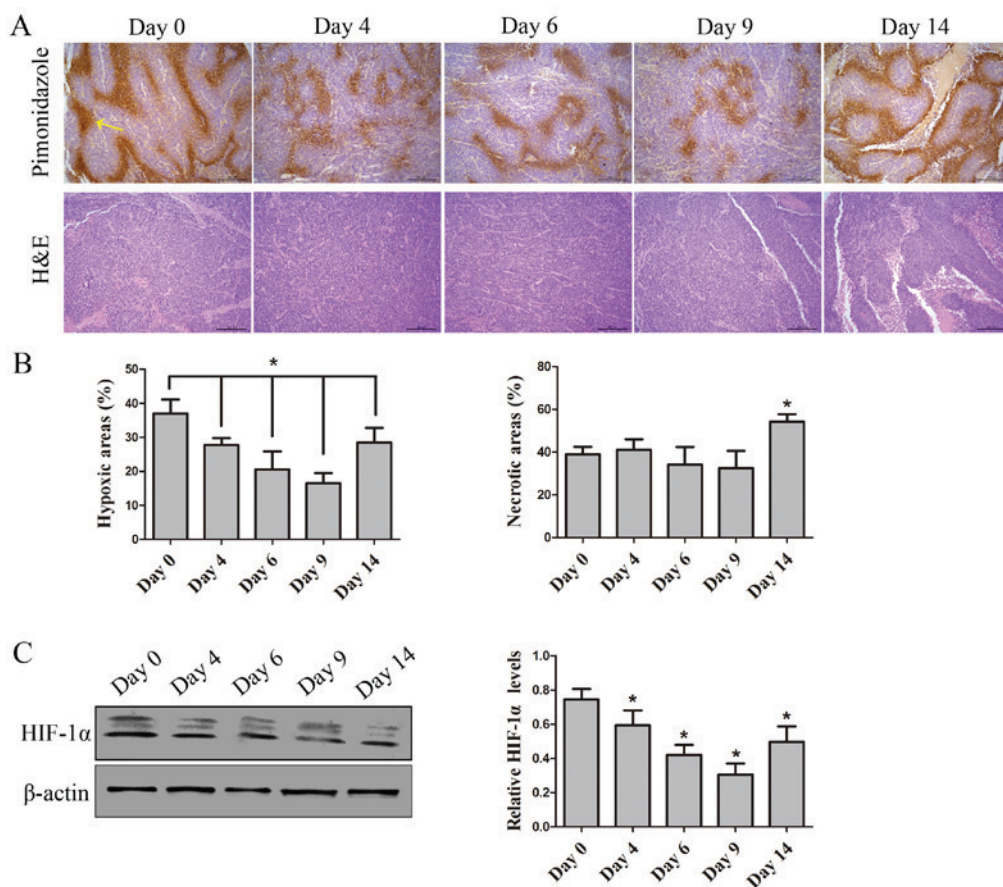 A
Day 0
Day 4
Day 6
Day 9
Day 14
Pimonidazole
H&E
B
Hypoxic areas (%)
50
40
30
20
10
0
*
Day 0
Day 4
Day 6
Day 9
Day 14
Necrotic areas (%)
80
60
40
20
0
*
Day 0
Day 4
Day 6
Day 9
Day 14
C
Day 0
Day 4
Day 6
Day 9
Day 14
HIF-1α
β-actin
Relative HIF-1α levels
1.0
0.8
0.6
0.4
0.2
0.0
*
*
*
*
Day 0
Day 4
Day 6
Day 9
Day 14